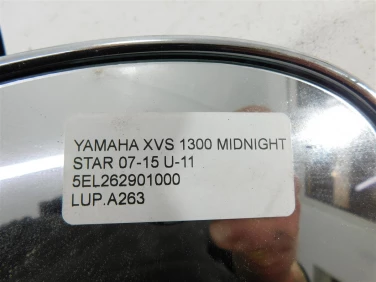 YAMAHA XVS 1300 MIDNIGHT
STAR 07-15 U-11
5EL262901000
LUP.A263